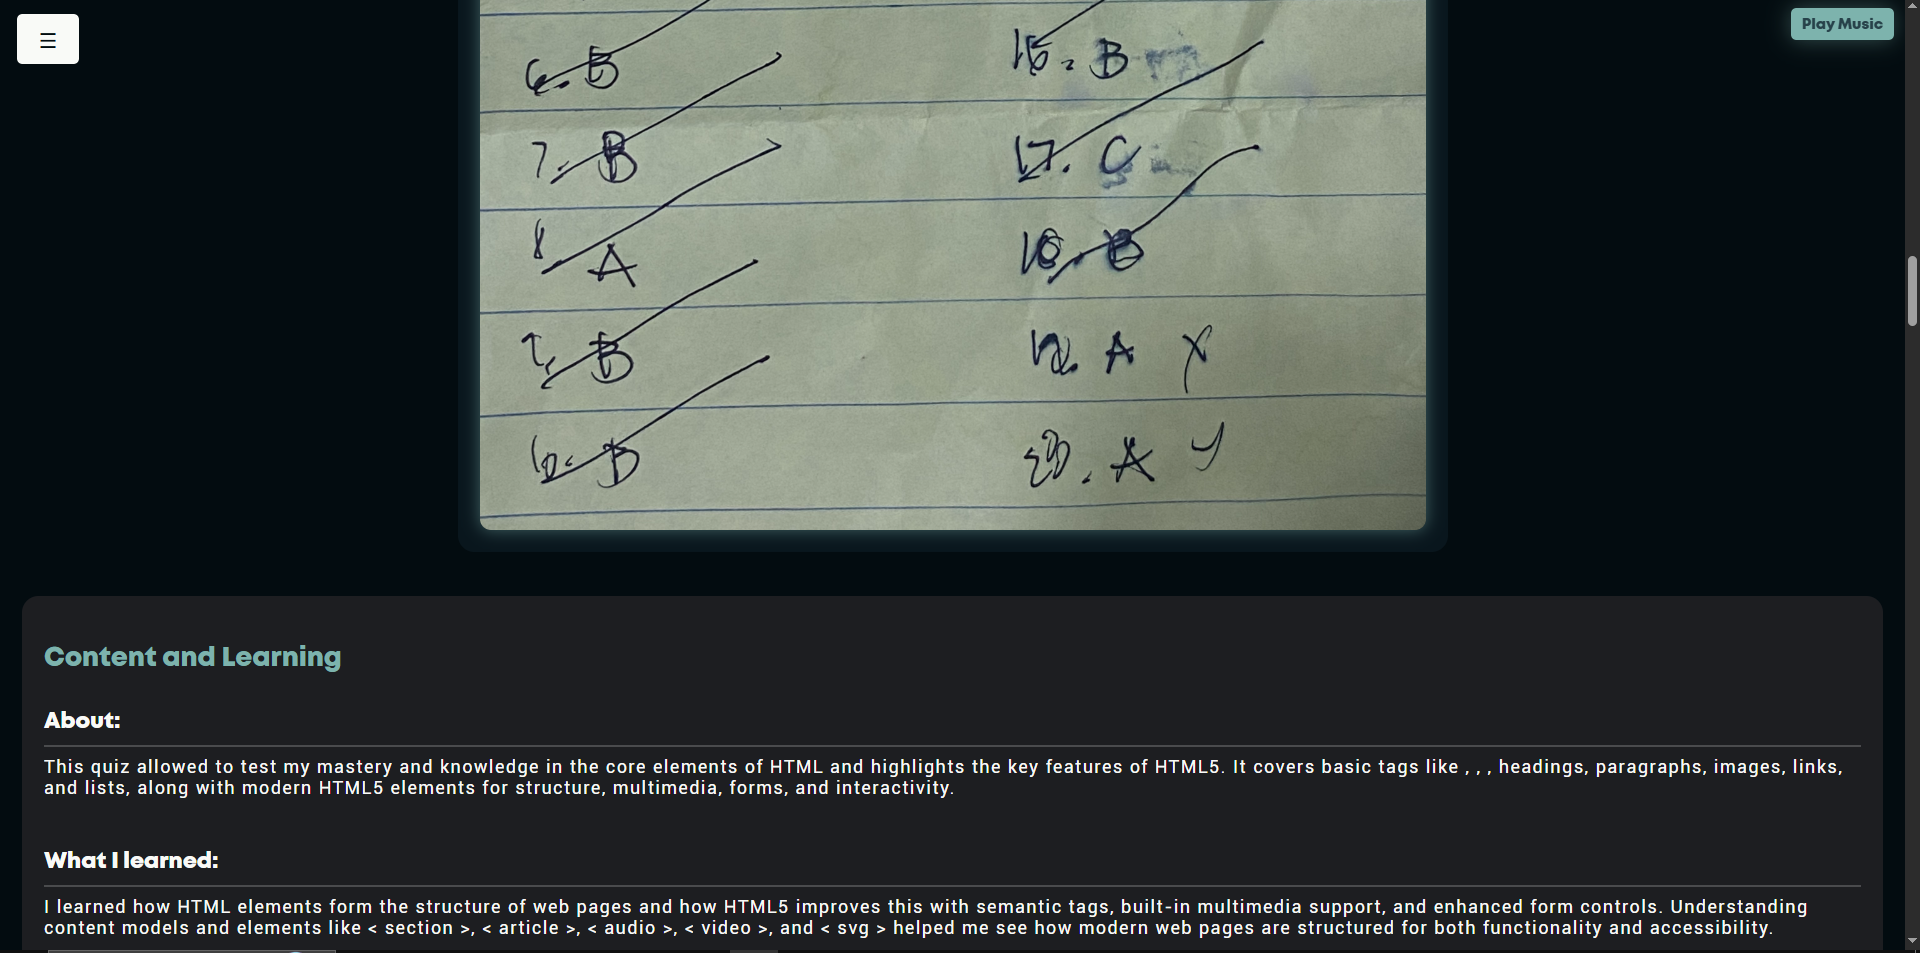 ☰
Play Music
6. B
16. B
7. B
17. C
8. A
18. B
9. B
19. A X
10. B
20. A
Content and Learning
About:
This quiz allowed to test my mastery and knowledge in the core elements of HTML and highlights the key features of HTML5. It covers basic tags like , , , headings, paragraphs, images, links,
and lists, along with modern HTML5 elements for structure, multimedia, forms, and interactivity.
What I learned:
I learned how HTML elements form the structure of web pages and how HTML5 improves this with semantic tags, built-in multimedia support, and enhanced form controls. Understanding
content models and elements like < section >, < article >, < audio >, < video >, and < svg > helped me see how modern web pages are structured for both functionality and accessibility.